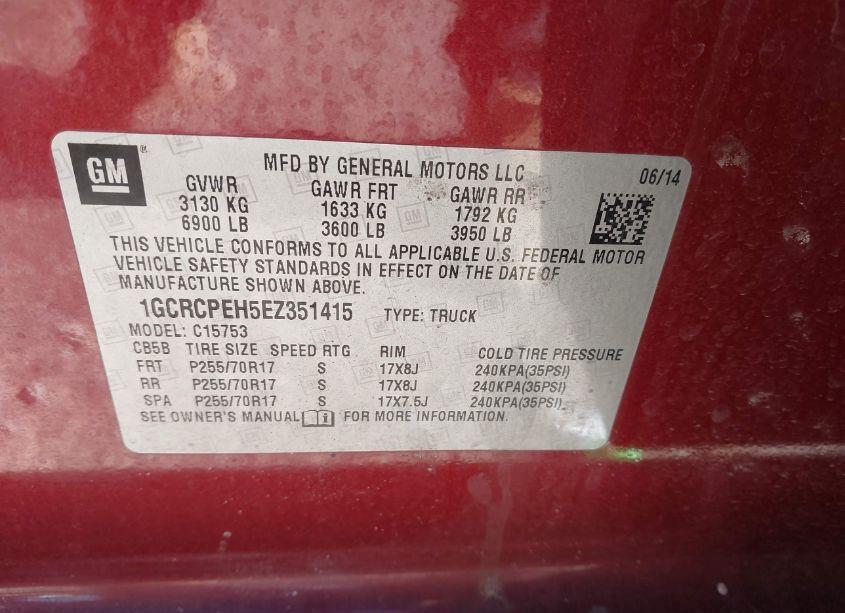 GM
MFD BY GENERAL MOTORS LLC 06/14
GVWR GAWR FRT GAWR RR
3130 KG 1633 KG 1792 KG
6900 LB 3600 LB 3950 LB
THIS VEHICLE CONFORMS TO ALL APPLICABLE U.S. FEDERAL MOTOR
VEHICLE SAFETY STANDARDS IN EFFECT ON THE DATE OF
MANUFACTURE SHOWN ABOVE.
1GCRCPEH5EZ351415 TYPE: TRUCK
MODEL: C15753
CB5B TIRE SIZE SPEED RTG RIM COLD TIRE PRESSURE
FRT P255/70R17 S 17X8J 240KPA(35PSI)
RR P255/70R17 S 17X8J 240KPA(35PSI)
SPA P255/70R17 S 17X7.5J 240KPA(35PSI)
SEE OWNER'S MANUAL FOR MORE INFORMATION.